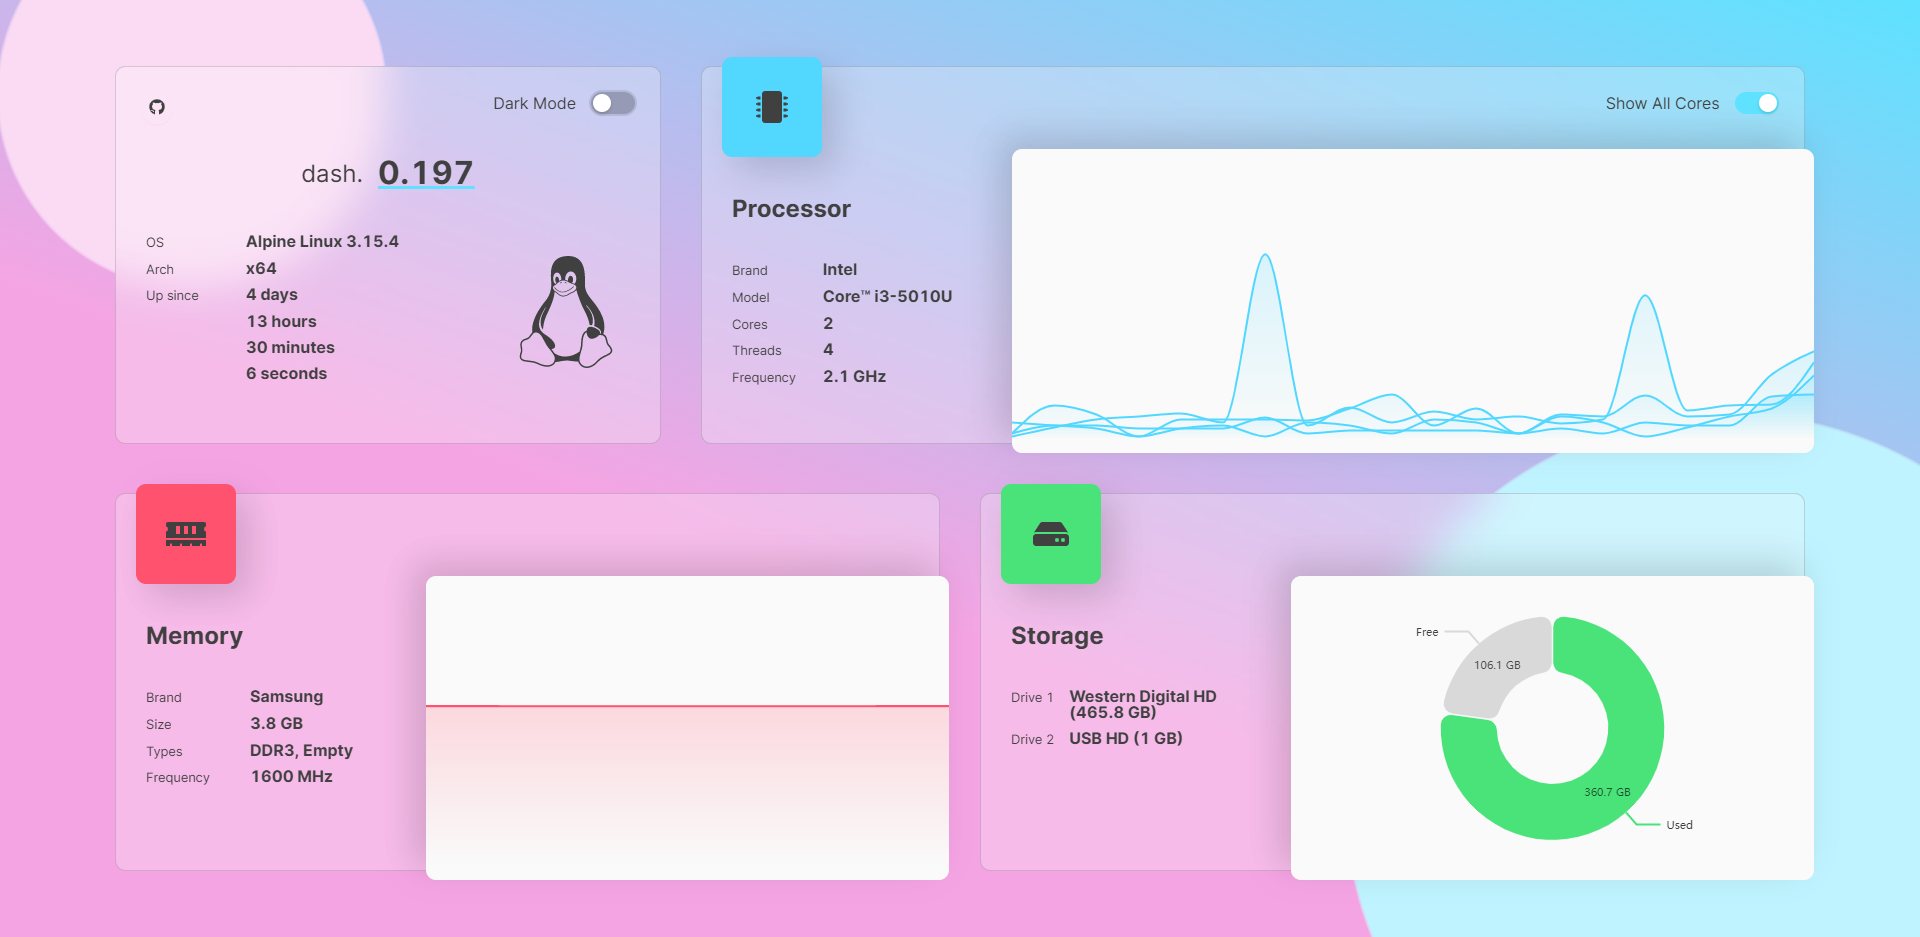 Dark Mode
dash. 0.197
OS Alpine Linux 3.15.4
Arch x64
Up since 4 days
13 hours
30 minutes
6 seconds
Show All Cores
Processor
Brand Intel
Model Core™ i3-5010U
Cores 2
Threads 4
Frequency 2.1 GHz
Memory
Brand Samsung
Size 3.8 GB
Types DDR3, Empty
Frequency 1600 MHz
Storage
Drive 1 Western Digital HD
(465.8 GB)
Drive 2 USB HD (1 GB)
Free
106.1 GB
360.7 GB
Used